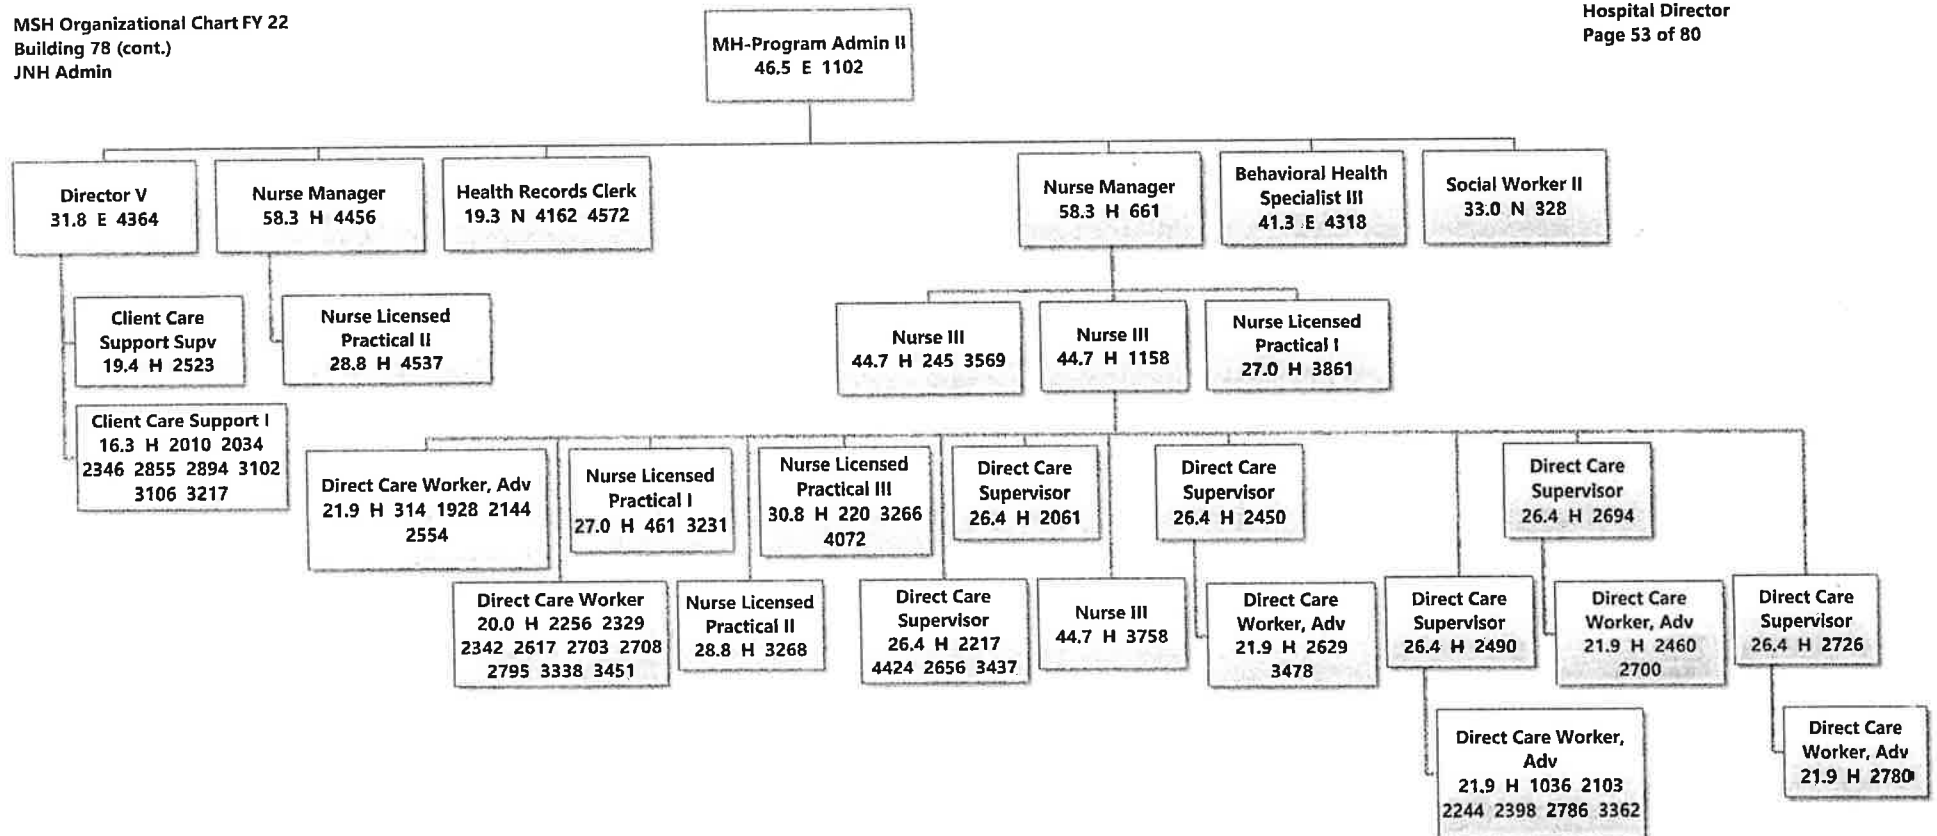 MSH Organizational Chart FY 22
Building 78 (cont.)
JNH Admin
Hospital Director
Page 53 of 80
MH-Program Admin II
46.5 E 1102
Director V
31.8 E 4364
Nurse Manager
58.3 H 4456
Health Records Clerk
19.3 N 4162 4572
Nurse Manager
58.3 H 661
Behavioral Health
Specialist III
41.3 E 4318
Social Worker II
33.0 N 328
Client Care
Support Supv
19.4 H 2523
Nurse Licensed
Practical II
28.8 H 4537
Nurse III
44.7 H 245 3569
Nurse III
44.7 H 1158
Nurse Licensed
Practical I
27.0 H 3861
Client Care Support I
16.3 H 2010 2034
2346 2855 2894 3102
3106 3217
Direct Care Worker, Adv
21.9 H 314 1928 2144
2554
Nurse Licensed
Practical I
27.0 H 461 3231
Nurse Licensed
Practical III
30.8 H 220 3266
4072
Direct Care
Supervisor
26.4 H 2061
Direct Care
Supervisor
26.4 H 2450
Direct Care
Supervisor
26.4 H 2694
Direct Care Worker
20.0 H 2256 2329
2342 2617 2703 2708
2795 3338 3451
Nurse Licensed
Practical II
28.8 H 3268
Direct Care
Supervisor
26.4 H 2217
4424 2656 3437
Nurse III
44.7 H 3758
Direct Care
Worker, Adv
21.9 H 2629
3478
Direct Care
Supervisor
26.4 H 2490
Direct Care
Worker, Adv
21.9 H 2460
2700
Direct Care
Supervisor
26.4 H 2726
Direct Care Worker,
Adv
21.9 H 1036 2103
2244 2398 2786 3362
Direct Care
Worker, Adv
21.9 H 2780